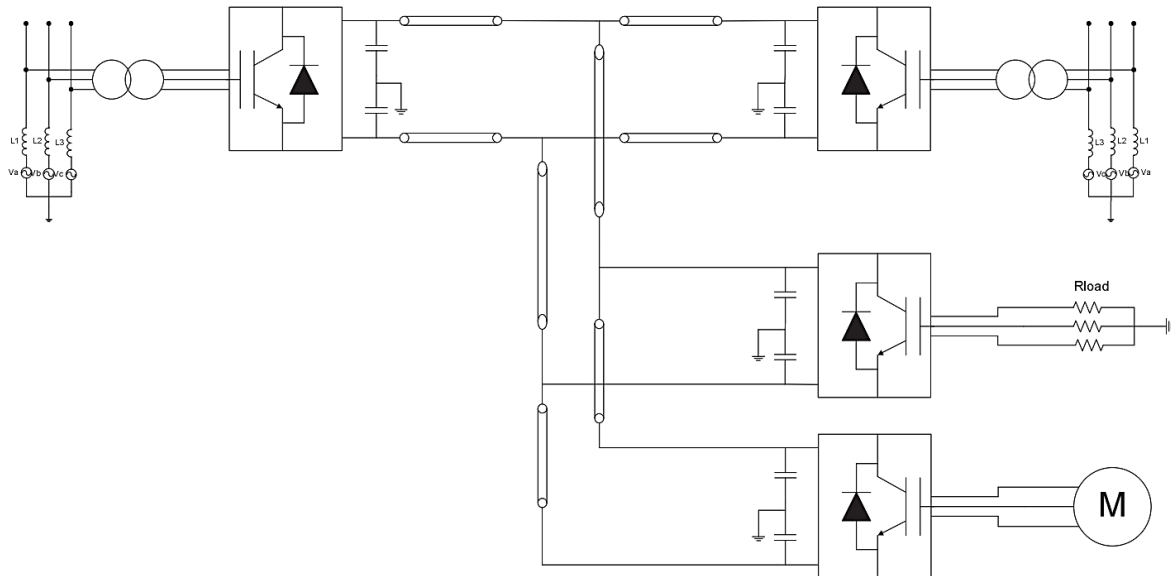 L1 L2 L3
Va Vb Vc
L3 L2 L1
Vc Vb Va
Rload
M